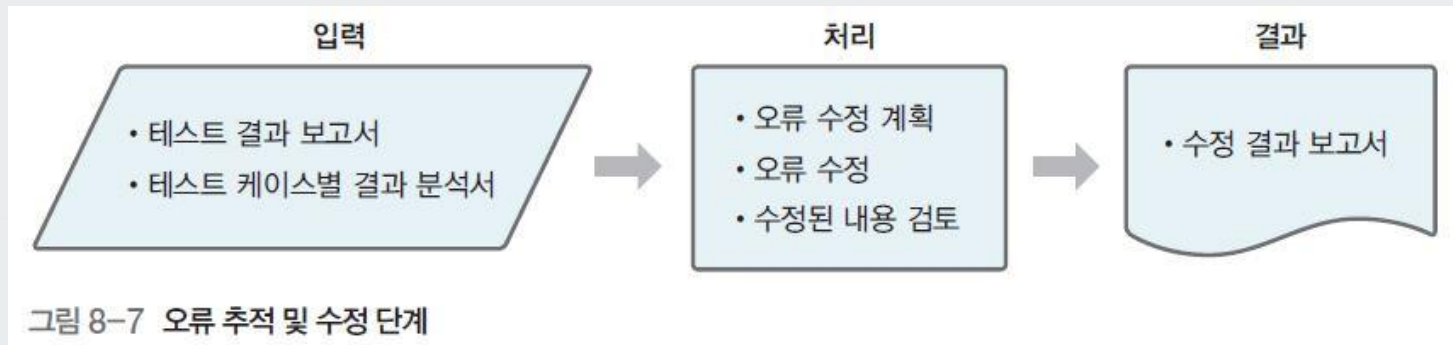 입력
• 테스트 결과 보고서
• 테스트 케이스별 결과 분석서
처리
• 오류 수정 계획
• 오류 수정
• 수정된 내용 검토
결과
• 수정 결과 보고서
그림 8-7 오류 추적 및 수정 단계